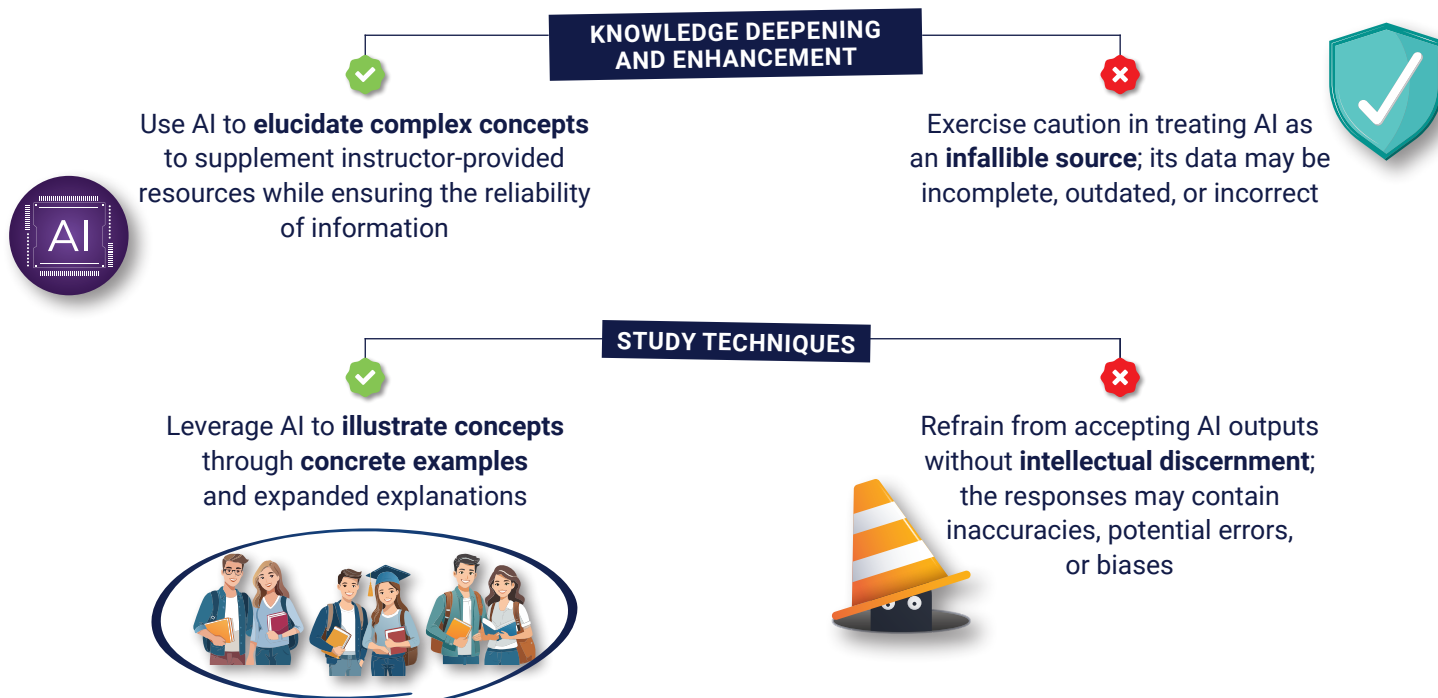 KNOWLEDGE DEEPENING
AND ENHANCEMENT
Use AI to elucidate complex concepts
to supplement instructor-provided
resources while ensuring the reliability
of information
Exercise caution in treating AI as
an infallible source; its data may be
incomplete, outdated, or incorrect
AI
STUDY TECHNIQUES
Leverage AI to illustrate concepts
through concrete examples
and expanded explanations
Refrain from accepting AI outputs
without intellectual discernment;
the responses may contain
inaccuracies, potential errors,
or biases